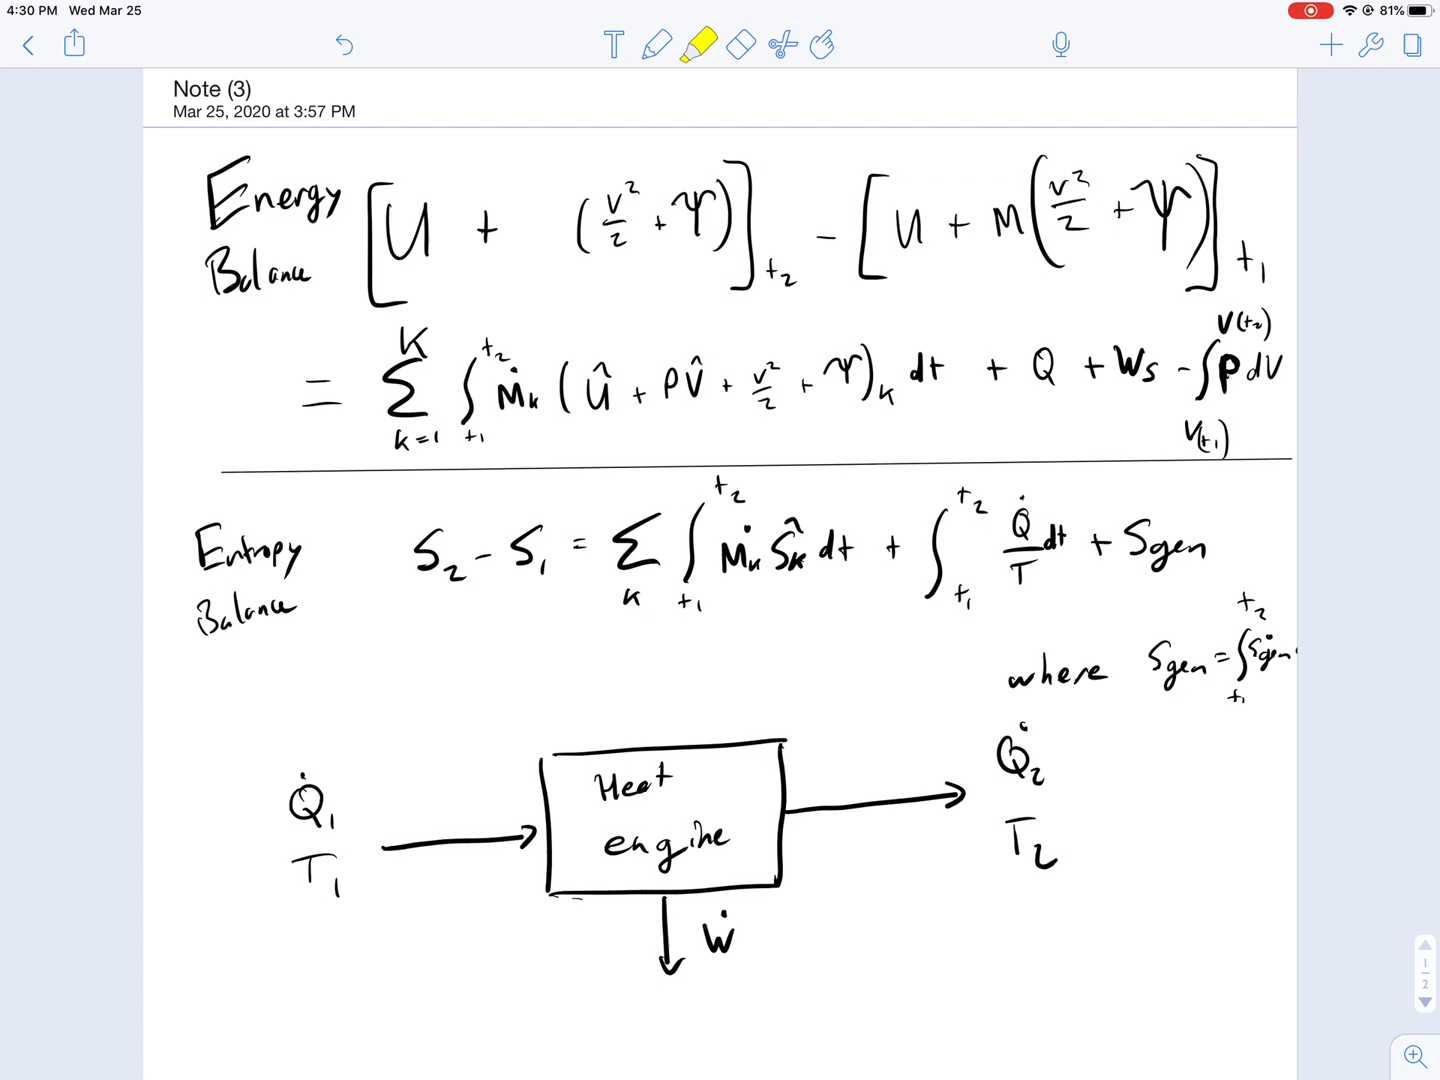 4:30 PM Wed Mar 25
81%
T
Note (3)
Mar 25, 2020 at 3:57 PM
Energy Balance [U + (v²/2 + ψ)]t₂ − [U + M(v²/2 + ψ)]t₁
= Σ_{k=1}^{K} ∫_{t₁}^{t₂} Ṁₖ (Û + PV̂ + v²/2 + ψ)ₖ dt + Q + Ws − ∫_{V(t₁)}^{V(t₂)} P dV
Entropy Balance S₂ − S₁ = Σ_K ∫_{t₁}^{t₂} Ṁₖ Ŝₖ dt + ∫_{t₁}^{t₂} Q̇/T dt + Sgen
where Sgen = ∫_{t₁}^{t₂} Ṡgen
Q̇₁
T₁
Heat
engine
Q̇₂
T₂
Ẇ
1
2